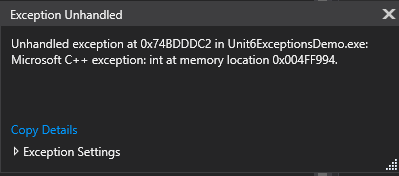 Exception Unhandled
Unhandled exception at 0x74BDDDC2 in Unit6ExceptionsDemo.exe:
Microsoft C++ exception: int at memory location 0x004FF994.
Copy Details
Exception Settings